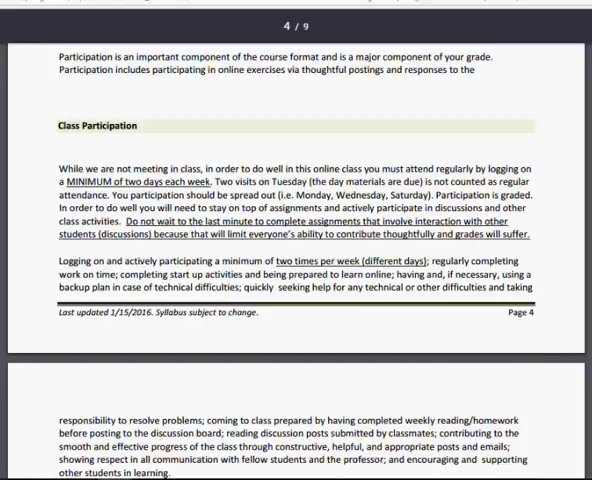 4 / 9
Participation is an important component of the course format and is a major component of your grade.
Participation includes participating in online exercises via thoughtful postings and responses to the
Class Participation
While we are not meeting in class, in order to do well in this online class you must attend regularly by logging on
a MINIMUM of two days each week. Two visits on Tuesday (the day materials are due) is not counted as regular
attendance. You participation should be spread out (i.e. Monday, Wednesday, Saturday). Participation is graded.
In order to do well you will need to stay on top of assignments and actively participate in discussions and other
class activities. Do not wait to the last minute to complete assignments that involve interaction with other
students (discussions) because that will limit everyone's ability to contribute thoughtfully and grades will suffer.
Logging on and actively participating a minimum of two times per week (different days); regularly completing
work on time; completing start up activities and being prepared to learn online; having and, if necessary, using a
backup plan in case of technical difficulties; quickly seeking help for any technical or other difficulties and taking
Last updated 1/15/2016. Syllabus subject to change. Page 4
responsibility to resolve problems; coming to class prepared by having completed weekly reading/homework
before posting to the discussion board; reading discussion posts submitted by classmates; contributing to the
smooth and effective progress of the class through constructive, helpful, and appropriate posts and emails;
showing respect in all communication with fellow students and the professor; and encouraging and supporting
other students in learning.